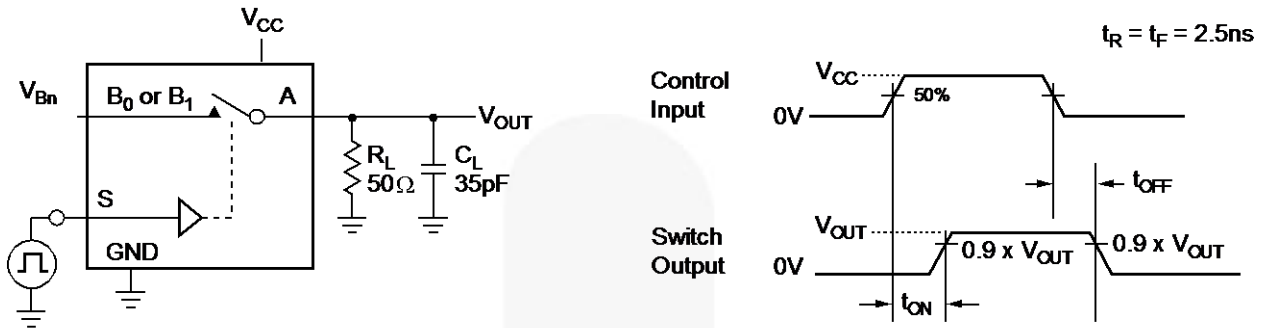 V_CC
t_R = t_F = 2.5ns
V_Bn
B_0 or B_1
A
V_OUT
R_L
50Ω
C_L
35pF
S
GND
Control
Input
V_CC
50%
0V
t_OFF
Switch
Output
V_OUT
0.9 x V_OUT
0.9 x V_OUT
0V
t_ON